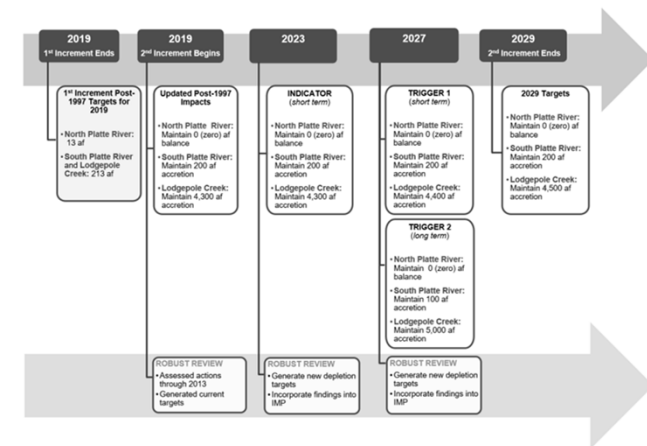 2019
1st Increment Ends
2019
2nd Increment Begins
2023
2027
2029
2nd Increment Ends
1st Increment Post-
1997 Targets for
2019
• North Platte River:
13 af
• South Platte River
and Lodgepole
Creek: 213 af
Updated Post-1997
Impacts
• North Platte River:
Maintain 0 (zero) af
balance
• South Platte River:
Maintain 200 af
accretion
• Lodgepole Creek:
Maintain 4,300 af
accretion
INDICATOR
(short term)
• North Platte River:
Maintain 0 (zero) af
balance
• South Platte River:
Maintain 200 af
accretion
• Lodgepole Creek:
Maintain 4,300 af
accretion
TRIGGER 1
(short term)
• North Platte River:
Maintain 0 (zero) af
balance
• South Platte River:
Maintain 200 af
accretion
• Lodgepole Creek:
Maintain 4,400 af
accretion
TRIGGER 2
(long term)
• North Platte River:
Maintain 0 (zero) af
balance
• South Platte River:
Maintain 100 af
accretion
• Lodgepole Creek:
Maintain 5,000 af
accretion
2029 Targets
• North Platte River:
Maintain 0 (zero) af
balance
• South Platte River:
Maintain 200 af
accretion
• Lodgepole Creek:
Maintain 4,500 af
accretion
ROBUST REVIEW
• Assessed actions
through 2013
• Generated current
targets
ROBUST REVIEW
• Generate new depletion
targets
• Incorporate findings into
IMP
ROBUST REVIEW
• Generate new depletion
targets
• Incorporate findings into
IMP